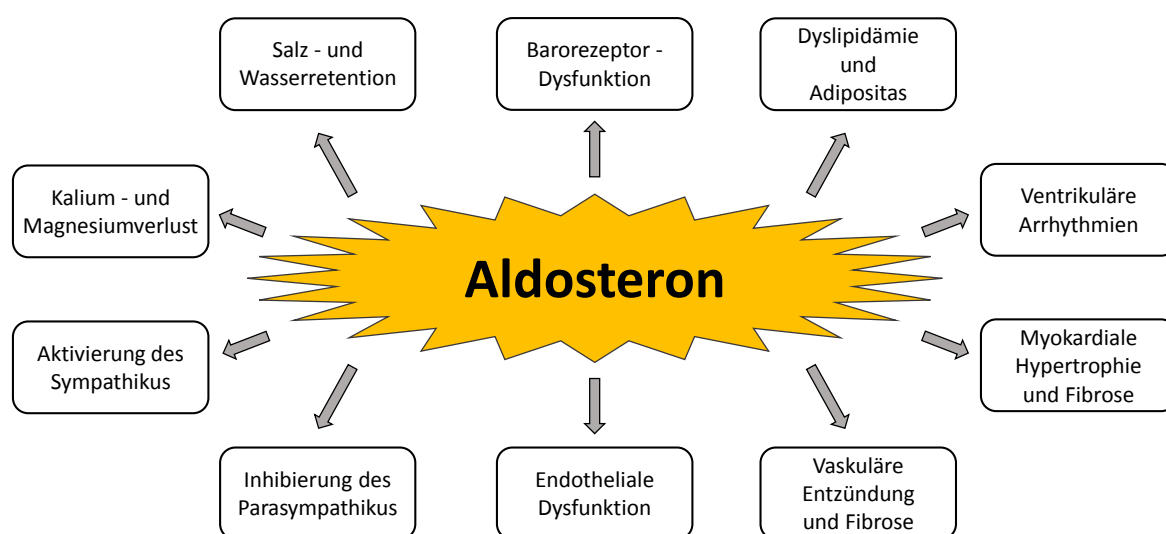 Salz - und
Wasserretention
Barorezeptor -
Dysfunktion
Dyslipidämie
und
Adipositas
Kalium - und
Magnesiumverlust
Ventrikuläre
Arrhythmien
Aldosteron
Aktivierung des
Sympathikus
Myokardiale
Hypertrophie
und Fibrose
Inhibierung des
Parasympathikus
Endotheliale
Dysfunktion
Vaskuläre
Entzündung
und Fibrose